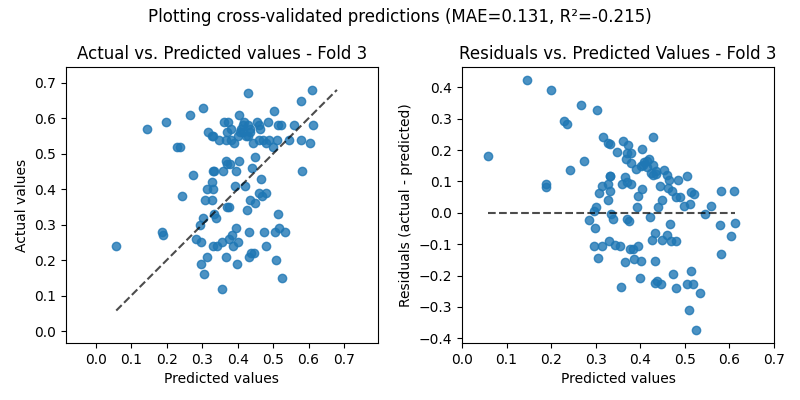 Plotting cross-validated predictions (MAE=0.131, R²=-0.215)
Actual vs. Predicted values - Fold 3
Actual values
0.7
0.6
0.5
0.4
0.3
0.2
0.1
0.0
0.0 0.1 0.2 0.3 0.4 0.5 0.6 0.7
Predicted values
Residuals vs. Predicted Values - Fold 3
Residuals (actual - predicted)
0.4
0.3
0.2
0.1
0.0
−0.1
−0.2
−0.3
−0.4
0.0 0.1 0.2 0.3 0.4 0.5 0.6 0.7
Predicted values